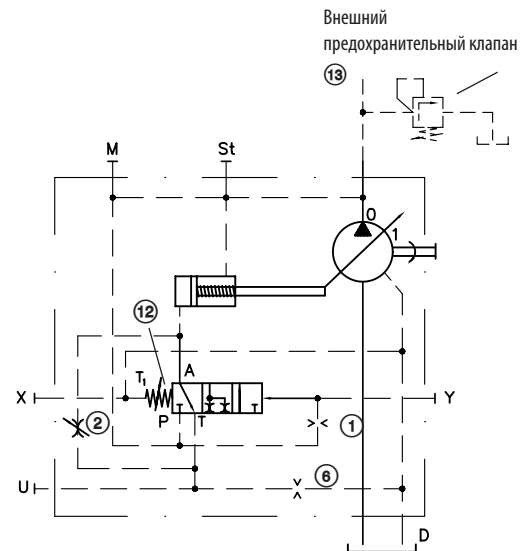 Внешний
предохранительный клапан
13
M
St
0
1
12
A
T₁
X
Y
P
T
2
1
6
U
D